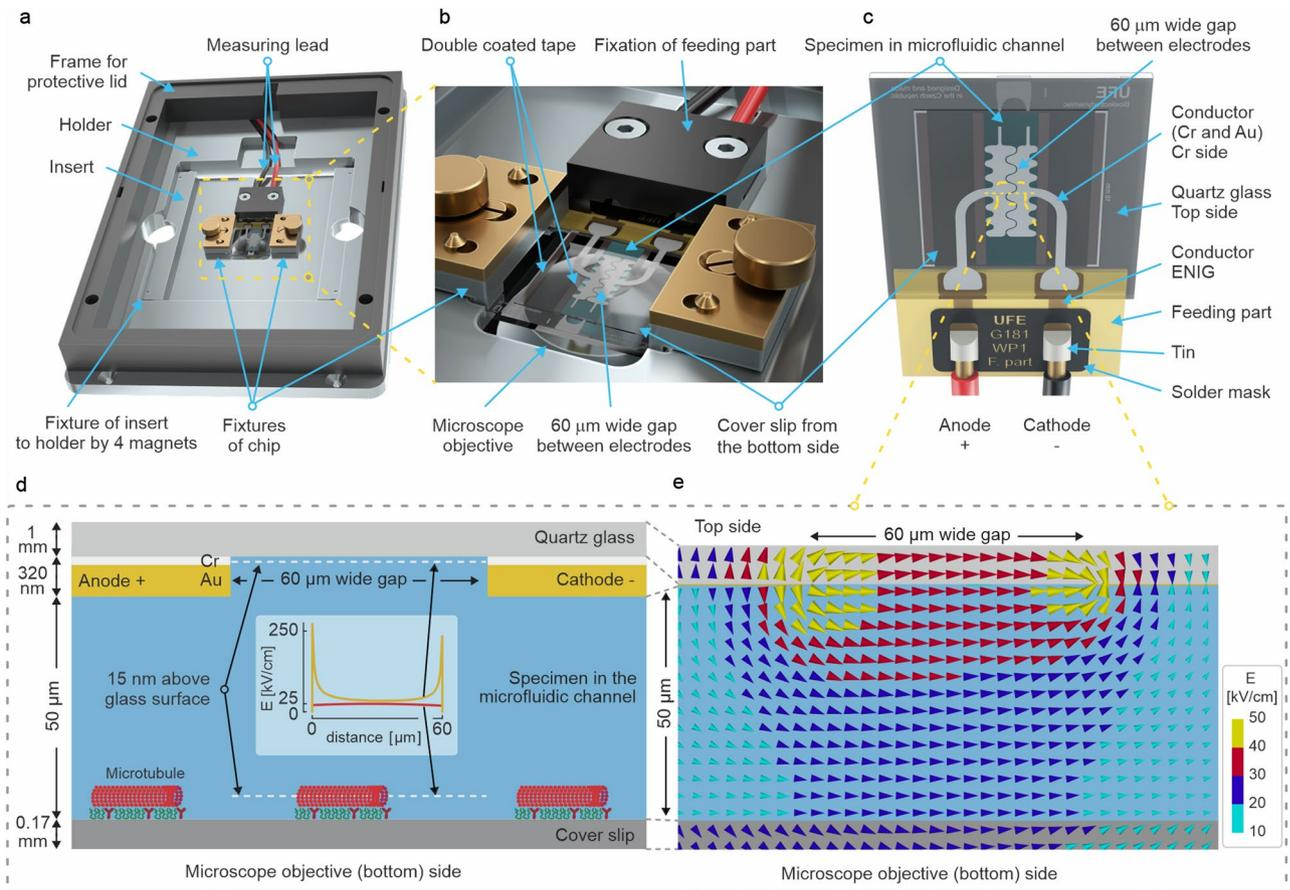 a
b
c
Measuring lead
Frame for
protective lid
Holder
Insert
Fixture of insert
to holder by 4 magnets
Fixtures
of chip
Double coated tape
Fixation of feeding part
Specimen in microfluidic channel
60 µm wide gap
between electrodes
UFE
Microscope
objective
60 µm wide gap
between electrodes
Cover slip from
the bottom side
UFE
Conductor
(Cr and Au)
Cr side
Quartz glass
Top side
Conductor
ENIG
Feeding part
Tin
Solder mask
UFE
G181
WP1
F. part
Anode
+
Cathode
-
d
1
mm
Quartz glass
320
nm
Cr
Anode +
Au
60 µm wide gap
Cathode -
50 µm
15 nm above
glass surface
E [kV/cm]
250
25
0
0
60
distance [µm]
Specimen in the
microfluidic channel
Microtubule
0.17
mm
Cover slip
Microscope objective (bottom) side
e
Top side
60 µm wide gap
50 µm
E
[kV/cm]
50
40
30
20
10
Microscope objective (bottom) side